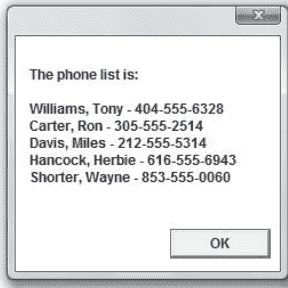 The phone list is:
Williams, Tony - 404-555-6328
Carter, Ron - 305-555-2514
Davis, Miles - 212-555-5314
Hancock, Herbie - 616-555-6943
Shorter, Wayne - 853-555-0060
OK